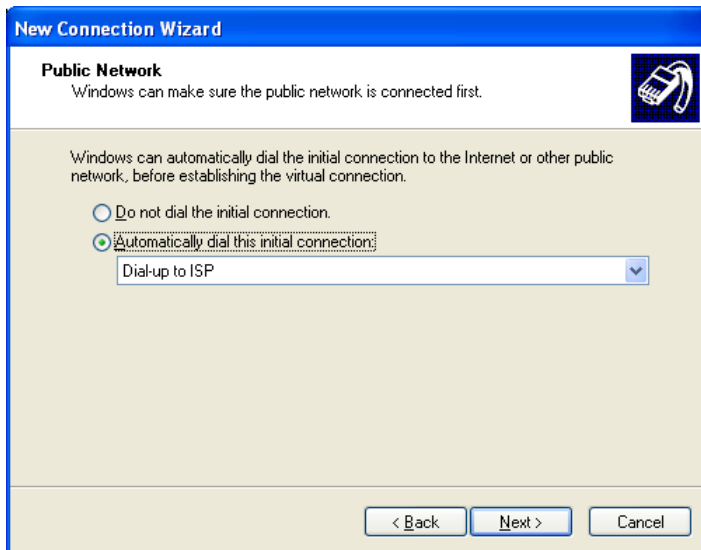 New Connection Wizard
Public Network
Windows can make sure the public network is connected first.
Windows can automatically dial the initial connection to the Internet or other public
network, before establishing the virtual connection.
Do not dial the initial connection.
Automatically dial this initial connection:
Dial-up to ISP
< Back
Next >
Cancel